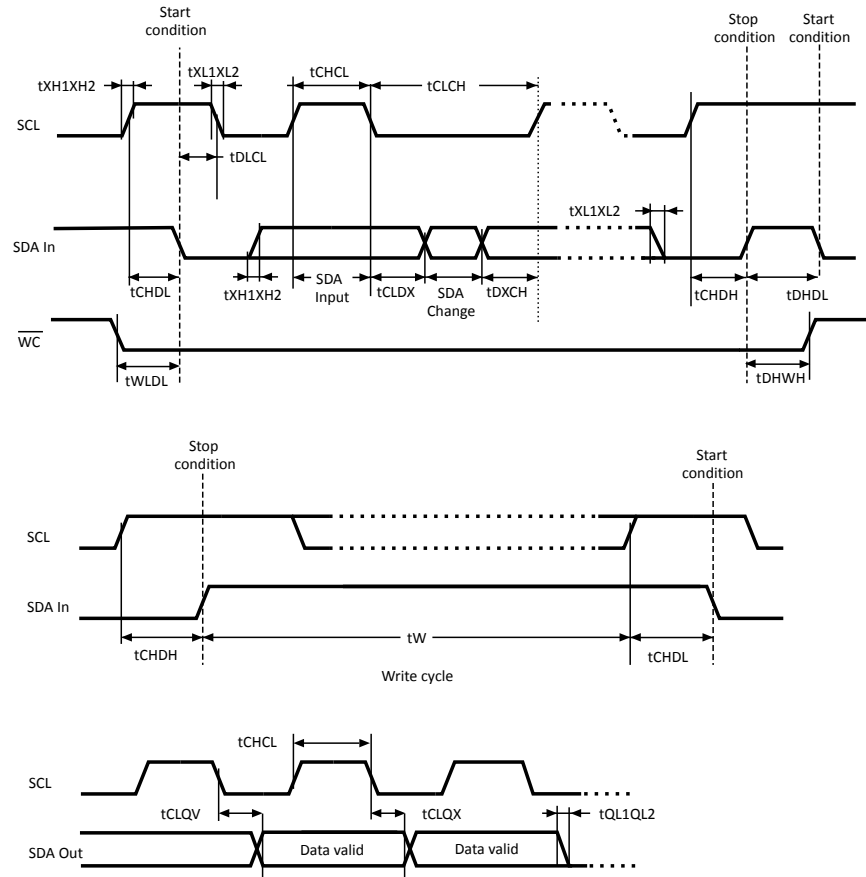 Start
condition
Stop
condition
Start
condition
tXH1XH2
tXL1XL2
tCHCL
tCLCH
SCL
tDLCL
tXL1XL2
SDA In
tCHDL
tXH1XH2
SDA
Input
tCLDX
SDA
Change
tDXCH
tCHDH
tDHDL
WC
tWLDL
tDHWH
Stop
condition
Start
condition
SCL
SDA In
tCHDH
tW
tCHDL
Write cycle
tCHCL
SCL
tCLQV
tCLQX
tQL1QL2
SDA Out
Data valid
Data valid